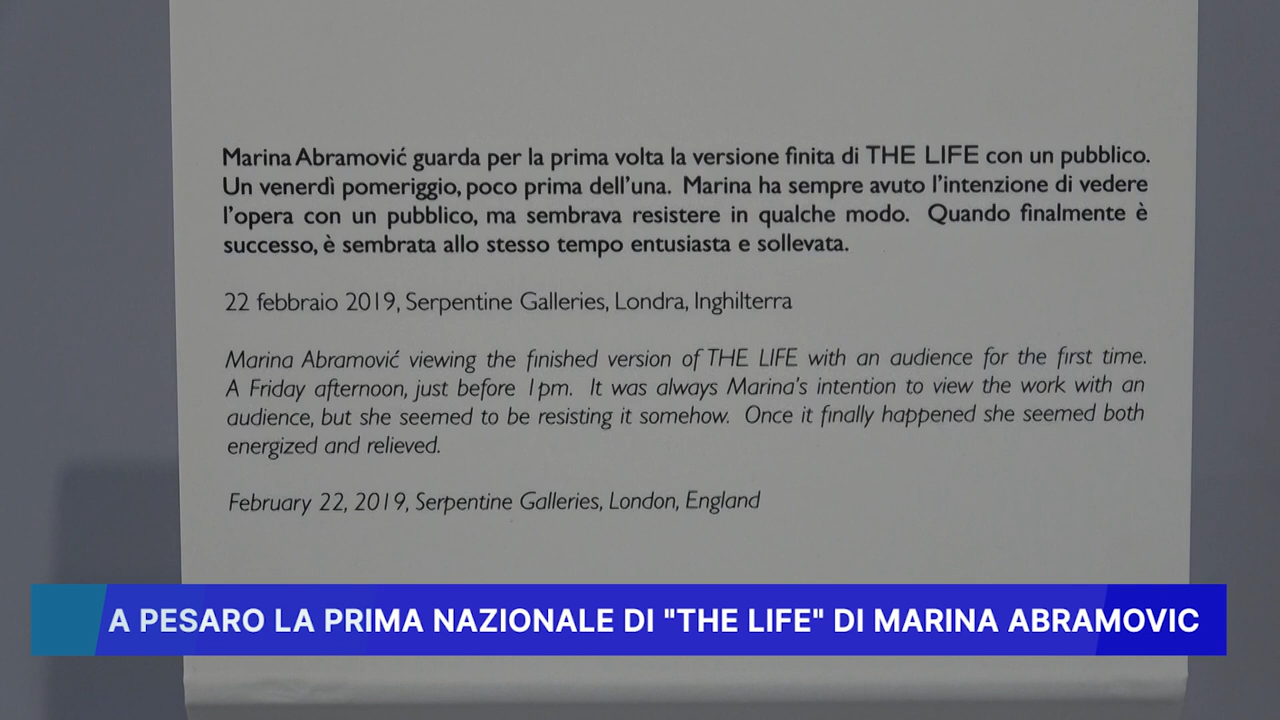 Marina Abramović guarda per la prima volta la versione finita di THE LIFE con un pubblico.
Un venerdì pomeriggio, poco prima dell'una. Marina ha sempre avuto l'intenzione di vedere
l'opera con un pubblico, ma sembrava resistere in qualche modo. Quando finalmente è
successo, è sembrata allo stesso tempo entusiasta e sollevata.
22 febbraio 2019, Serpentine Galleries, Londra, Inghilterra
Marina Abramović viewing the finished version of THE LIFE with an audience for the first time.
A Friday afternoon, just before 1pm. It was always Marina's intention to view the work with an
audience, but she seemed to be resisting it somehow. Once it finally happened she seemed both
energized and relieved.
February 22, 2019, Serpentine Galleries, London, England
A PESARO LA PRIMA NAZIONALE DI "THE LIFE" DI MARINA ABRAMOVIC